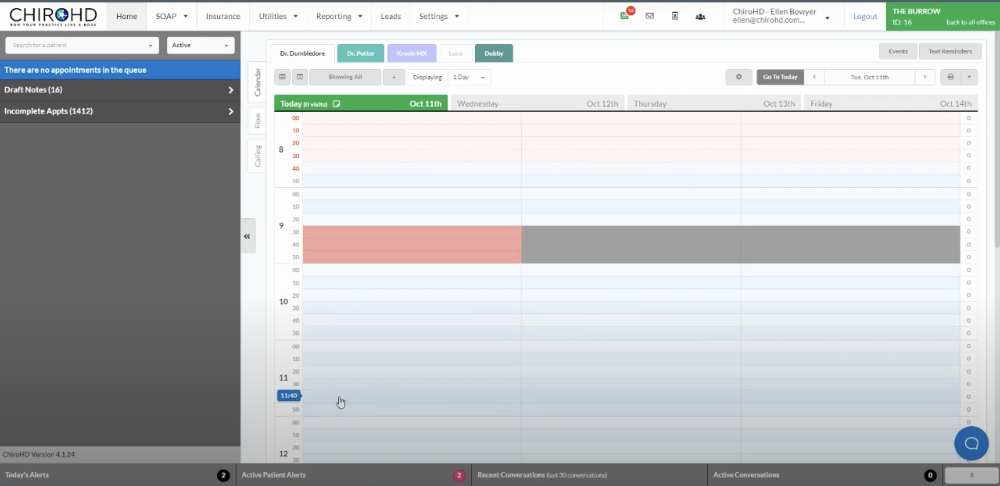 CHIROHD
RUN YOUR PRACTICE LIKE A BOSS
Home
SOAP
Insurance
Utilities
Reporting
Leads
Settings
16
ChiroHD - Ellen Bowyer
ellen@chirohd.com...
Logout
THE BURROW
ID: 16
back to all offices
Search for a patient
Active
There are no appointments in the queue
Draft Notes (16)
Incomplete Appts (1412)
Calendar
Flow
Calling
Dr. Dumbledore
Dr. Potter
Kronk-MX
Luna
Dobby
Events
Text Reminders
Showing All
+
Displaying
1 Day
Go To Today
Tue, Oct 11th
Today (0 visits)
Oct 11th
Wednesday
Oct 12th
Thursday
Oct 13th
Friday
Oct 14th
8
00 0
10 0
20 0
30 0
40 0
50 0
9
00 0
10 0
20 0
30 0
40 0
50 0
10
00 0
10 0
20 0
30 0
40 0
50 0
11
00 0
10 0
20 0
30 0
11:40 0
50 0
12
00 0
10
20
30
ChiroHD Version 4.1.24
Today's Alerts
2
Active Patient Alerts
2
Recent Conversations (last 30 conversations)
Active Conversations
0